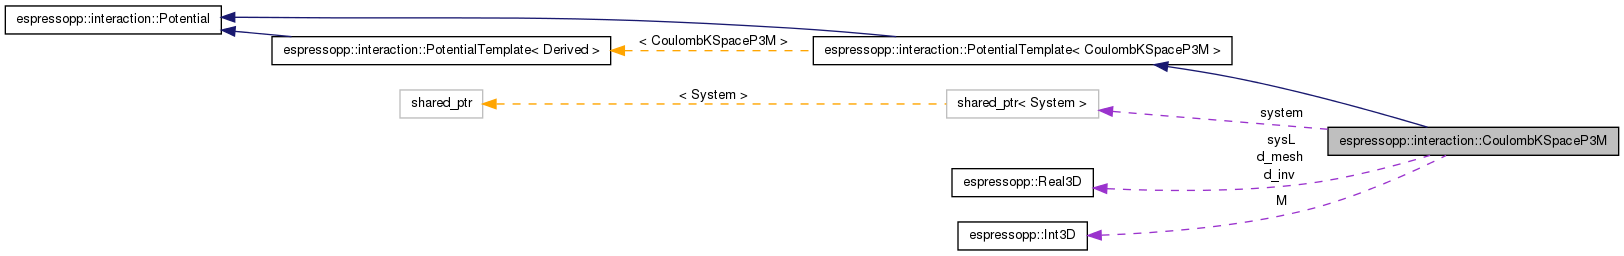 espressopp::interaction::Potential
espressopp::interaction::PotentialTemplate< Derived >
< CoulombKSpaceP3M >
espressopp::interaction::PotentialTemplate< CoulombKSpaceP3M >
shared_ptr
< System >
shared_ptr< System >
system
espressopp::interaction::CoulombKSpaceP3M
sysL
d_mesh
d_inv
espressopp::Real3D
M
espressopp::Int3D